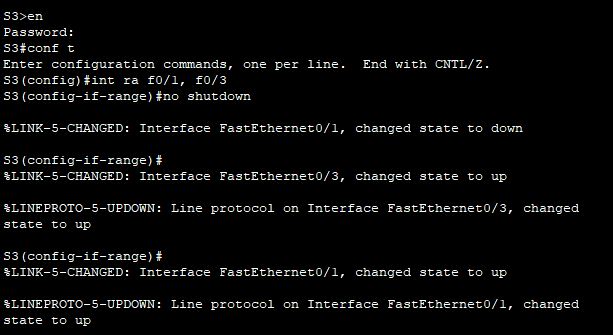 S3>en
Password:
S3#conf t
Enter configuration commands, one per line.  End with CNTL/Z.
S3(config)#int ra f0/1, f0/3
S3(config-if-range)#no shutdown
%LINK-5-CHANGED: Interface FastEthernet0/1, changed state to down
S3(config-if-range)#
%LINK-5-CHANGED: Interface FastEthernet0/3, changed state to up
%LINEPROTO-5-UPDOWN: Line protocol on Interface FastEthernet0/3, changed
state to up
S3(config-if-range)#
%LINK-5-CHANGED: Interface FastEthernet0/1, changed state to up
%LINEPROTO-5-UPDOWN: Line protocol on Interface FastEthernet0/1, changed
state to up